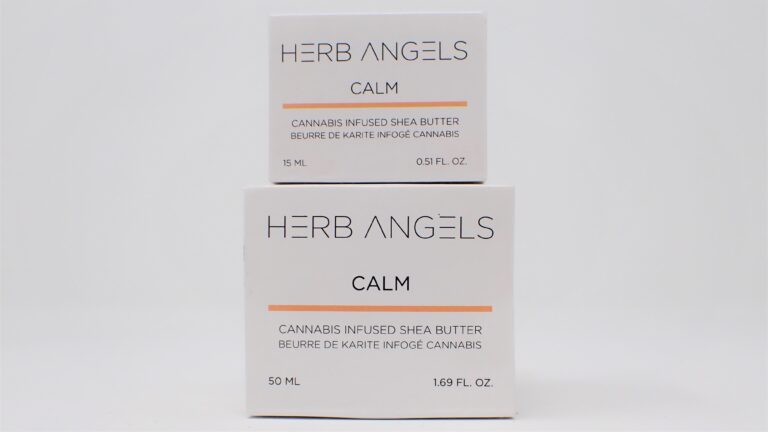 HERB ANGELS
CALM
CANNABIS INFUSED SHEA BUTTER
BEURRE DE KARITE INFOGÉ CANNABIS
15 ML 0.51 FL. OZ.
HERB ANGELS
CALM
CANNABIS INFUSED SHEA BUTTER
BEURRE DE KARITE INFOGÉ CANNABIS
50 ML 1.69 FL. OZ.